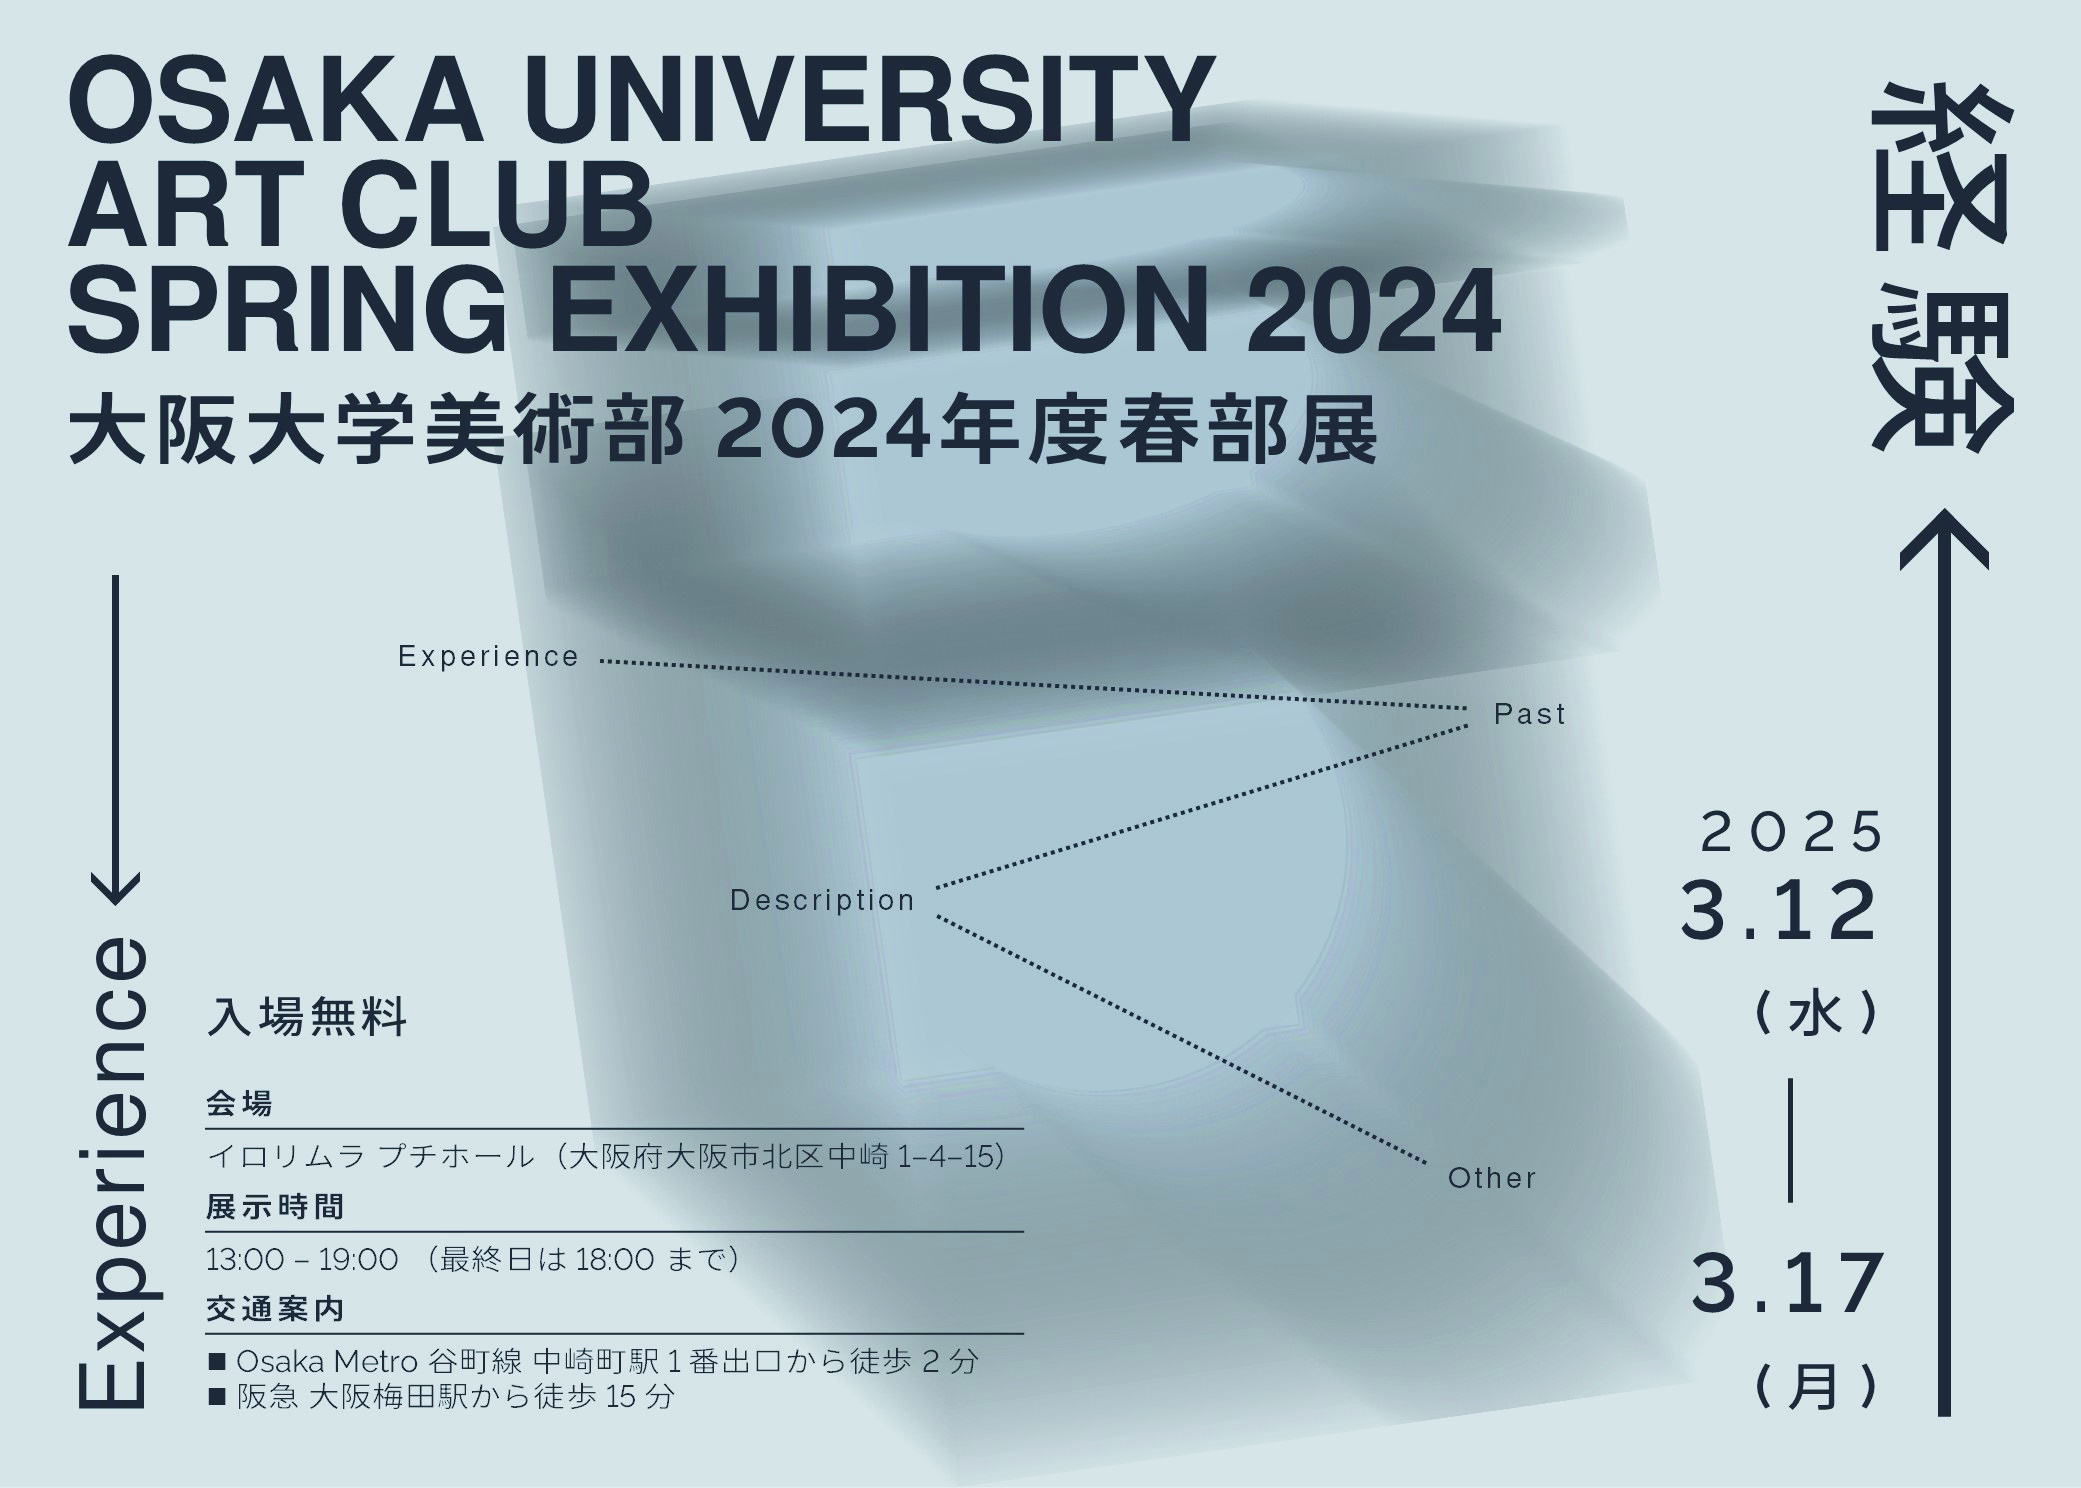 OSAKA UNIVERSITY
ART CLUB
SPRING EXHIBITION 2024
大阪大学美術部 2024年度春部展
経験
Experience
Past
Description
Other
2025
3.12
(水)
3.17
(月)
Experience
入場無料
会場
イロリムラ プチホール（大阪府大阪市北区中崎 1–4–15）
展示時間
13:00 – 19:00 （最終日は 18:00 まで）
交通案内
■ Osaka Metro 谷町線 中崎町駅 1 番出口から徒歩 2 分
■ 阪急 大阪梅田駅から徒歩 15 分